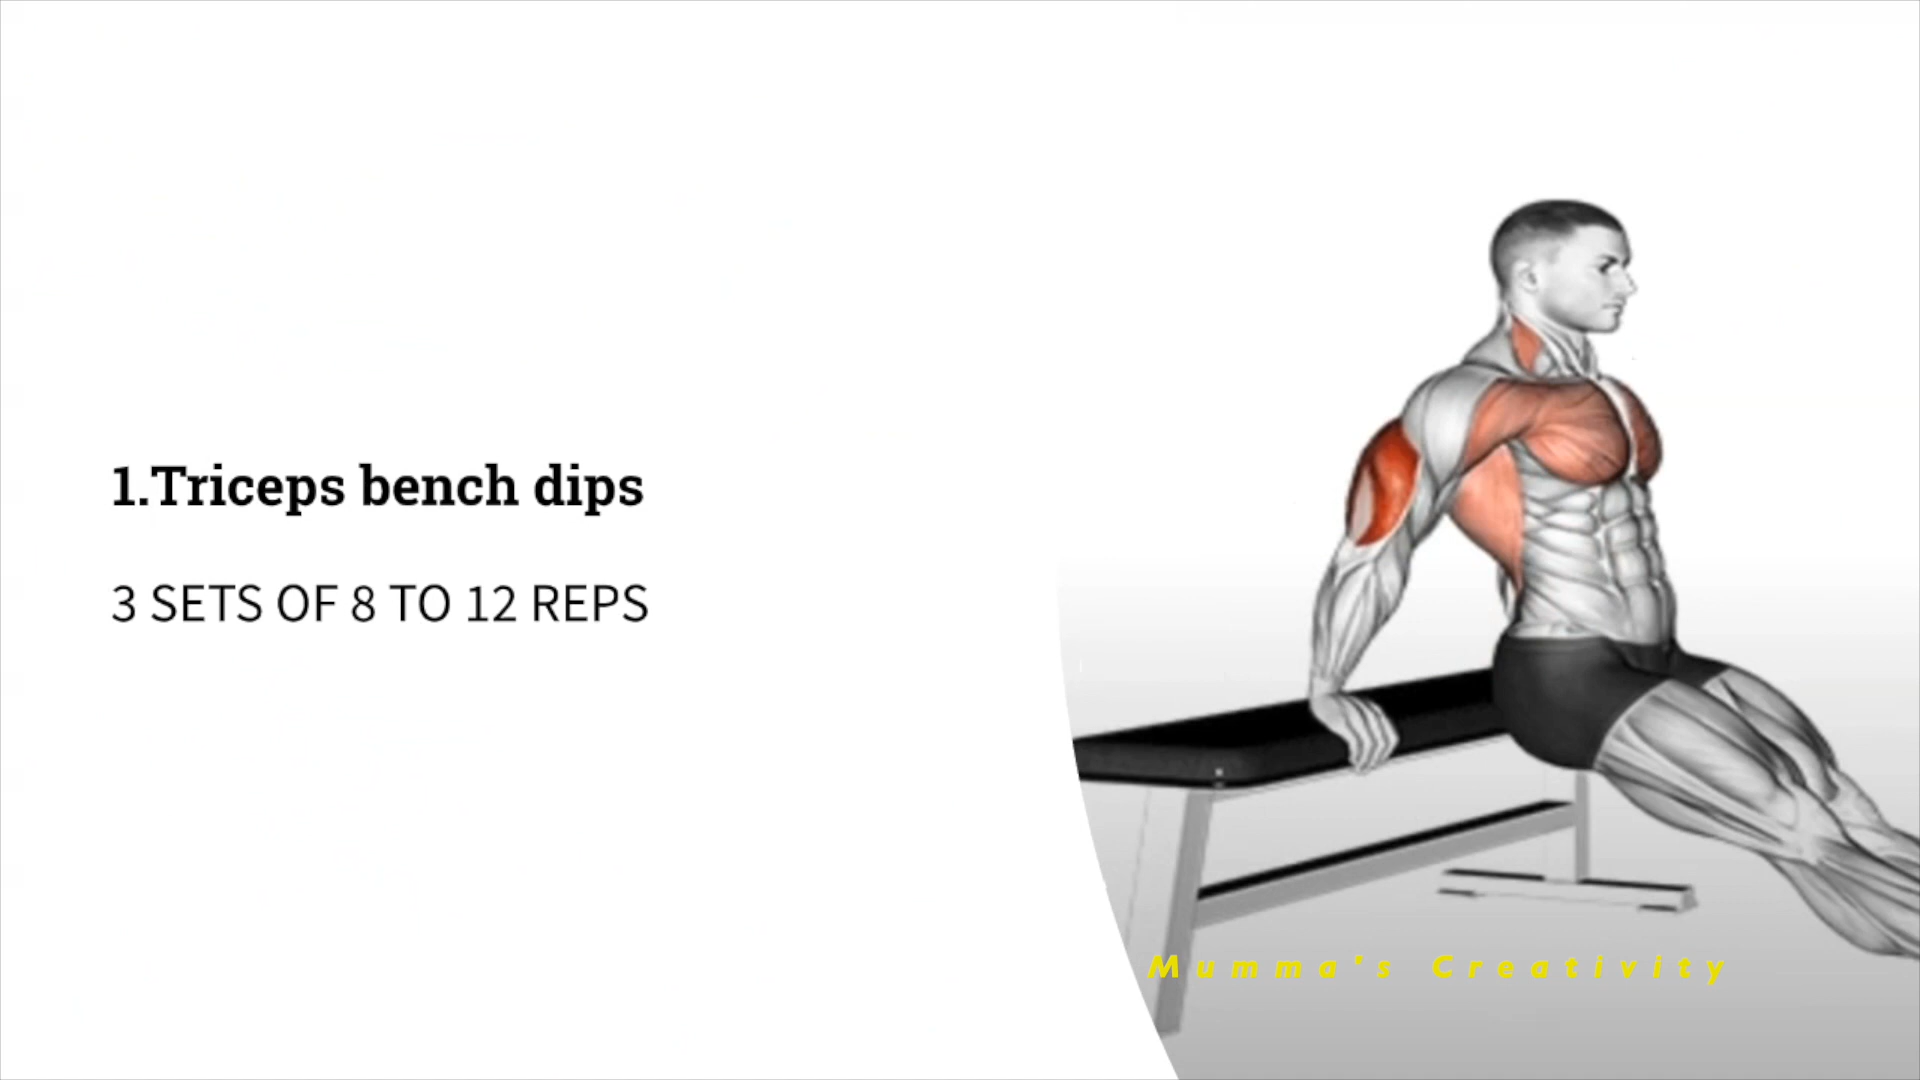 1.Triceps bench dips
3 SETS OF 8 TO 12 REPS
Mumma's Creativity